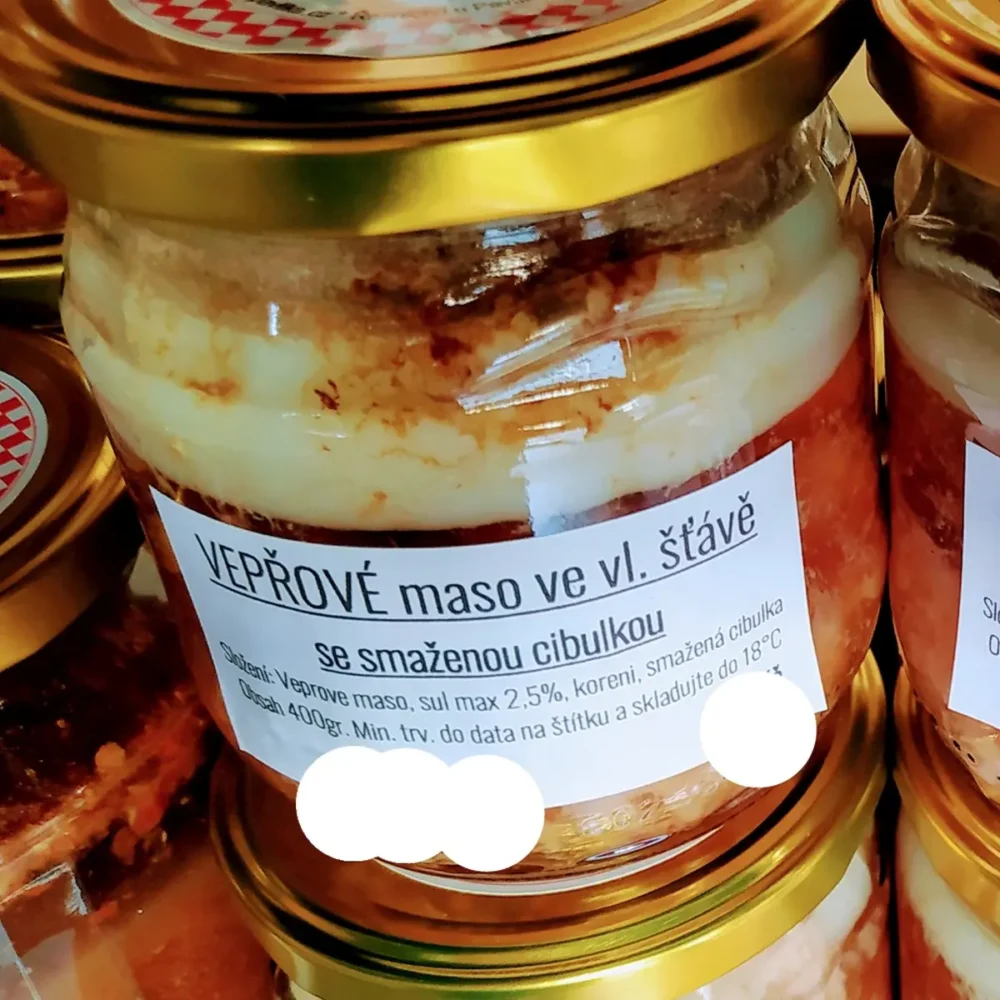 VEPŘOVÉ maso ve vl. šťávě
se smaženou cibulkou
Složení: Veprove maso, sul max 2,5%, koreni, smažená cibulka
Obsah 400gr. Min. trv. do data na štítku a skladujte do 18°C